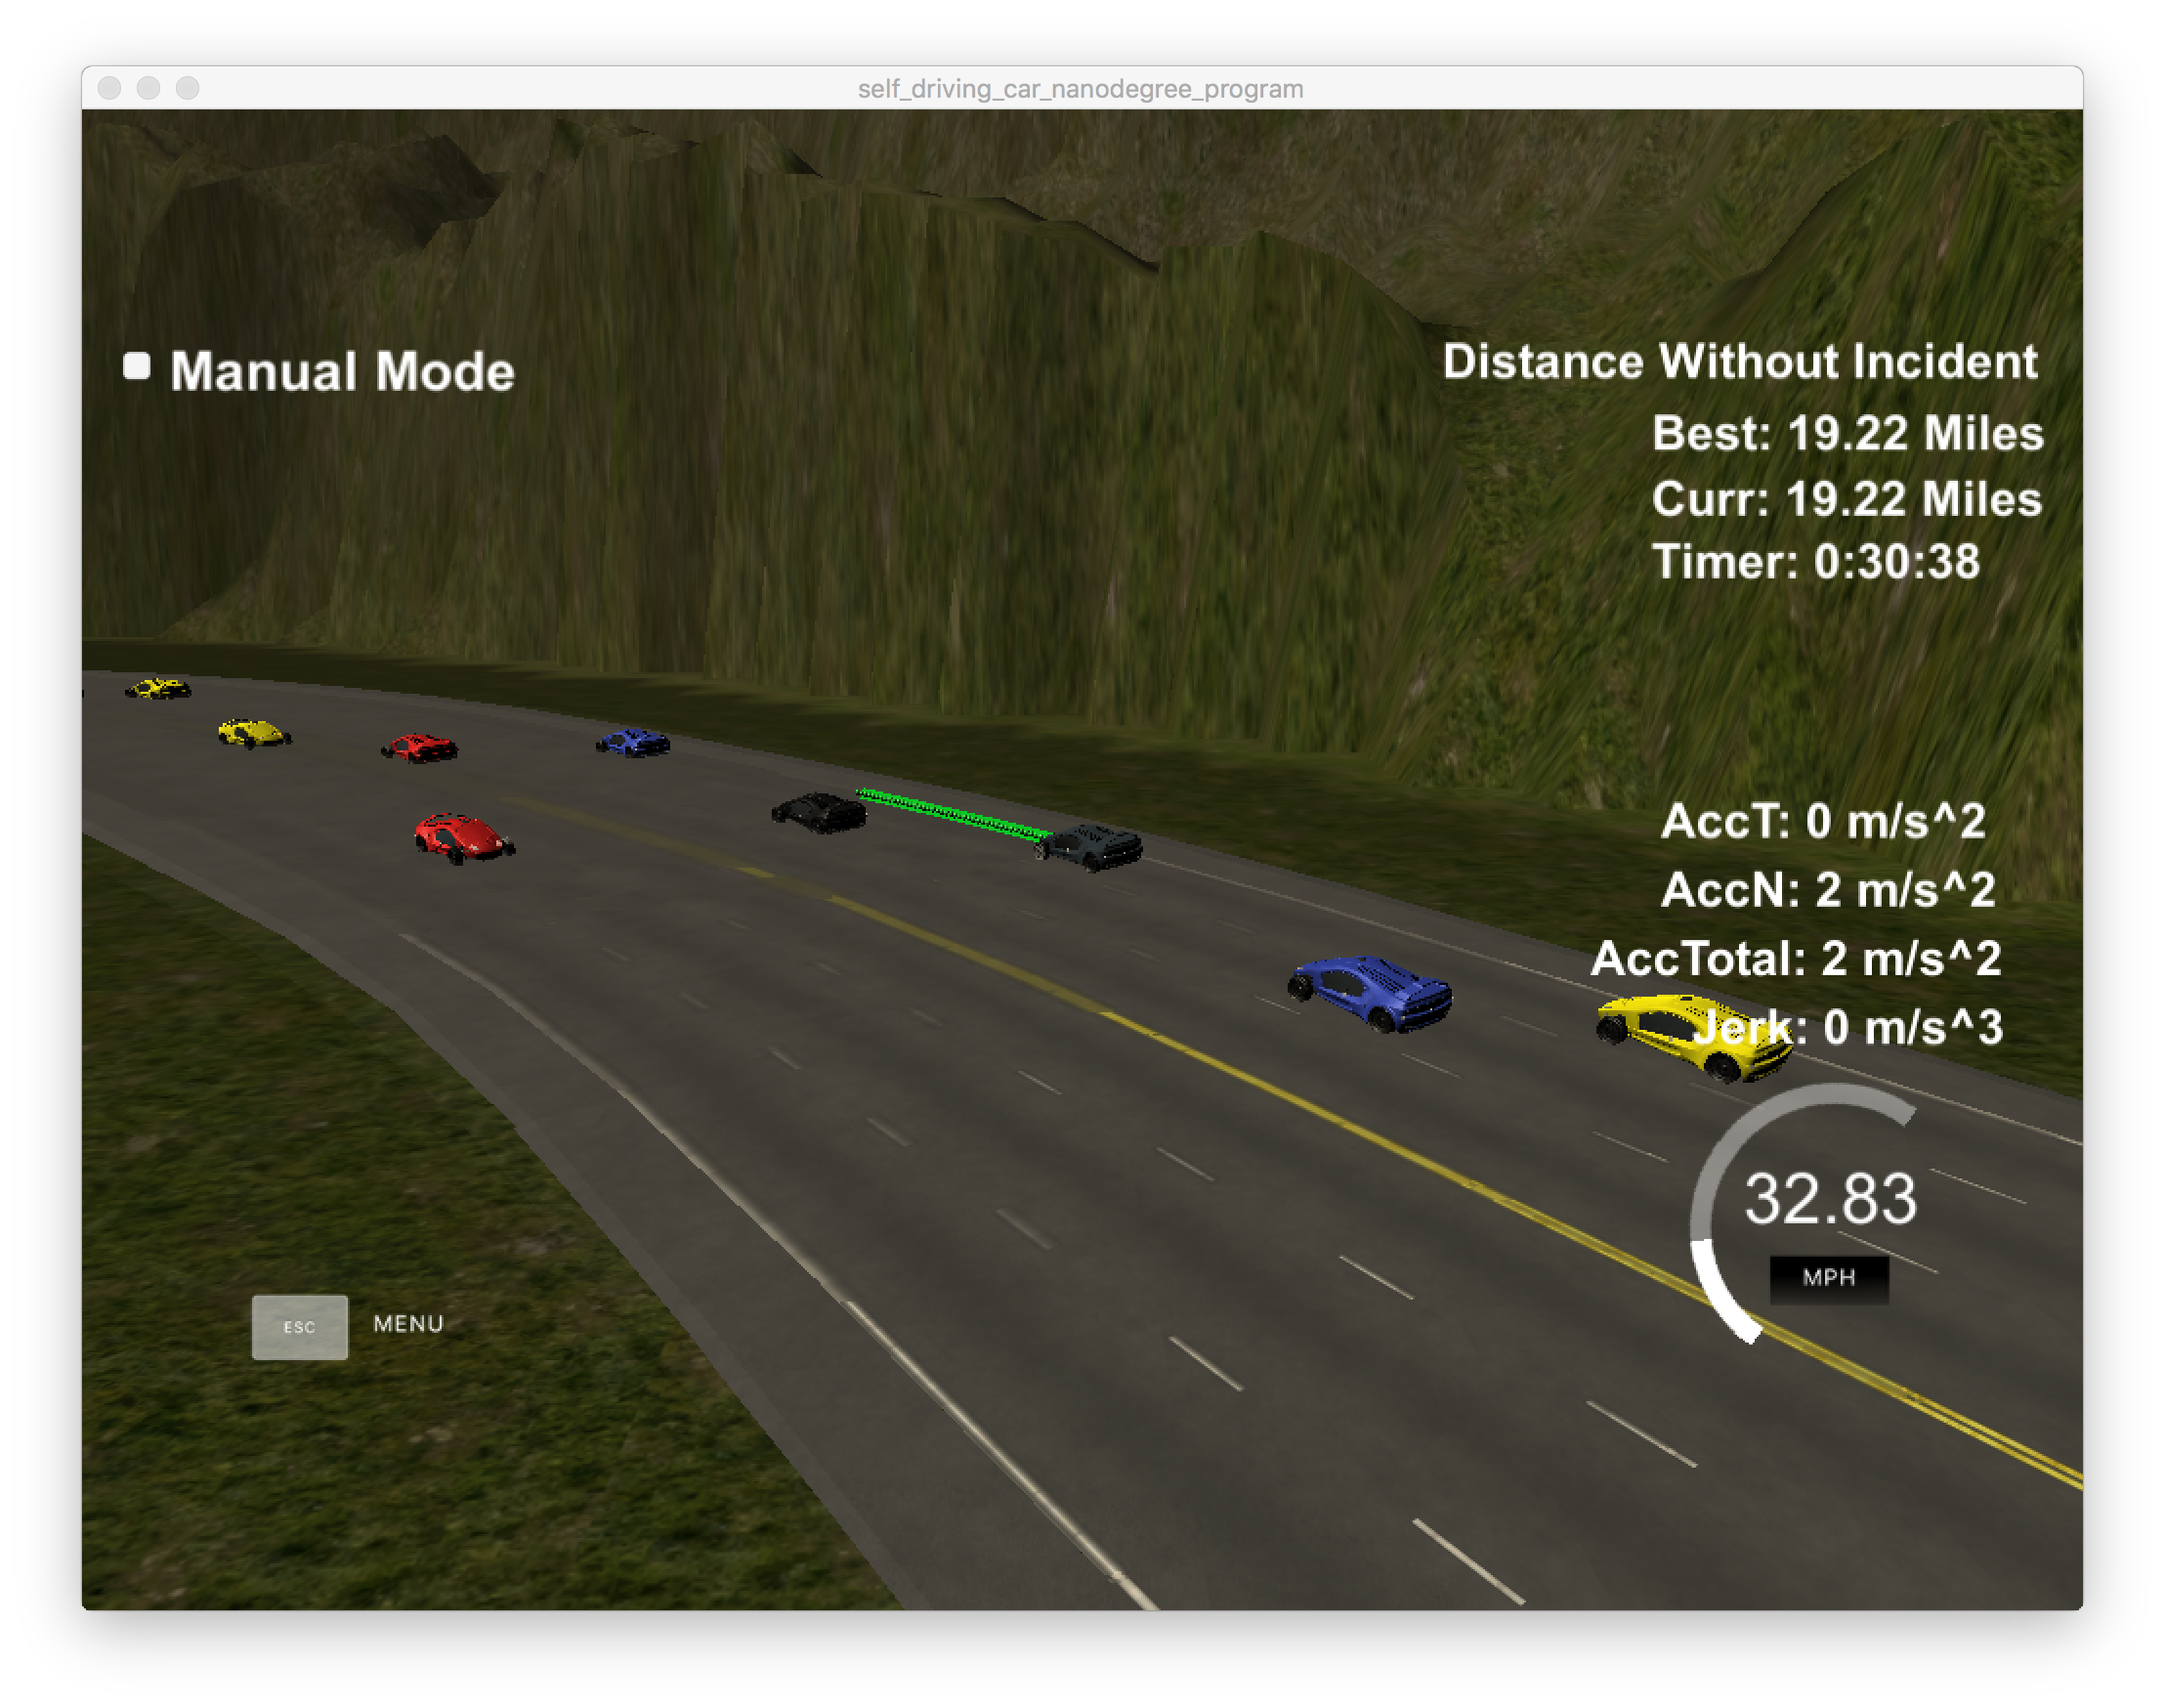 self_driving_car_nanodegree_program
Manual Mode
Distance Without Incident
Best: 19.22 Miles
Curr: 19.22 Miles
Timer: 0:30:38
AccT: 0 m/s^2
AccN: 2 m/s^2
AccTotal: 2 m/s^2
Jerk: 0 m/s^3
32.83
MPH
ESC MENU